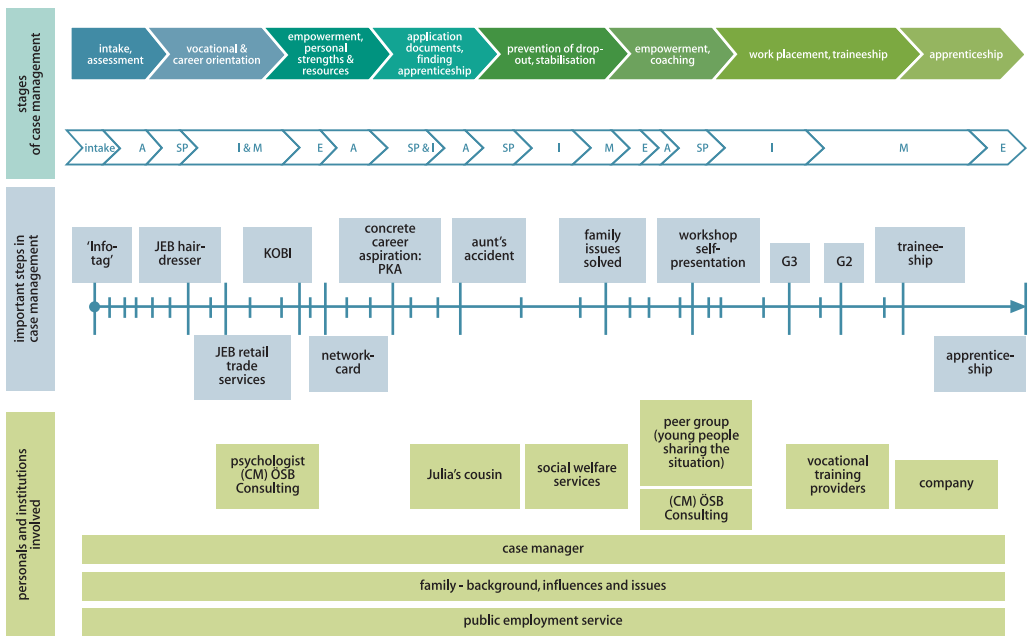 stages
of case management
intake,
assessment
vocational &
career orientation
empowerment,
personal
strengths &
resources
application
documents,
finding
apprenticeship
prevention of drop-
out, stabilisation
empowerment,
coaching
work placement, traineeship
apprenticeship
intake
A
SP
I & M
E
A
SP & I
A
SP
I
M
E
A
SP
I
M
E
important steps in
case management
'Info-
tag'
JEB hair-
dresser
KOBI
concrete
career
aspiration:
PKA
aunt's
accident
family
issues
solved
workshop
self-
presentation
G3
G2
trainee-
ship
JEB retail
trade
services
network-
card
apprentice-
ship
personals and institutions
involved
psychologist
(CM) ÖSB
Consulting
Julia's cousin
social welfare
services
peer group
(young people
sharing the
situation)
(CM) ÖSB
Consulting
vocational
training
providers
company
case manager
family - background, influences and issues
public employment service